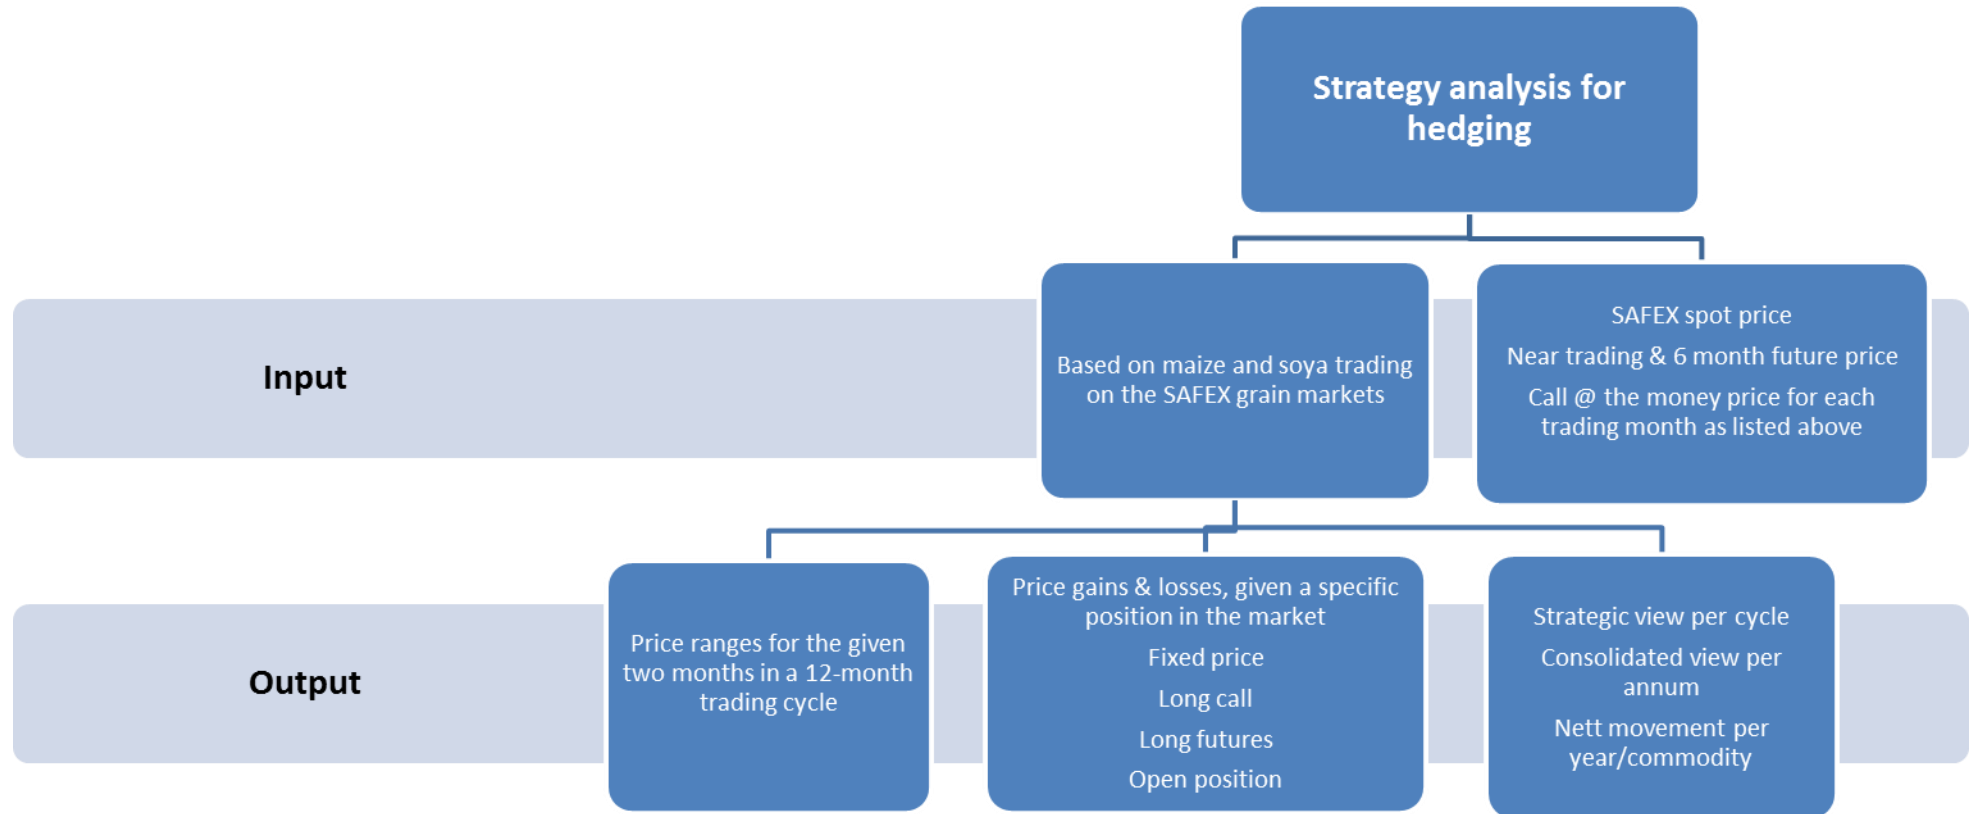 Strategy analysis for
hedging
Input
Based on maize and soya trading
on the SAFEX grain markets
SAFEX spot price
Near trading & 6 month future price
Call @ the money price for each
trading month as listed above
Output
Price ranges for the given
two months in a 12-month
trading cycle
Price gains & losses, given a specific
position in the market
Fixed price
Long call
Long futures
Open position
Strategic view per cycle
Consolidated view per
annum
Nett movement per
year/commodity